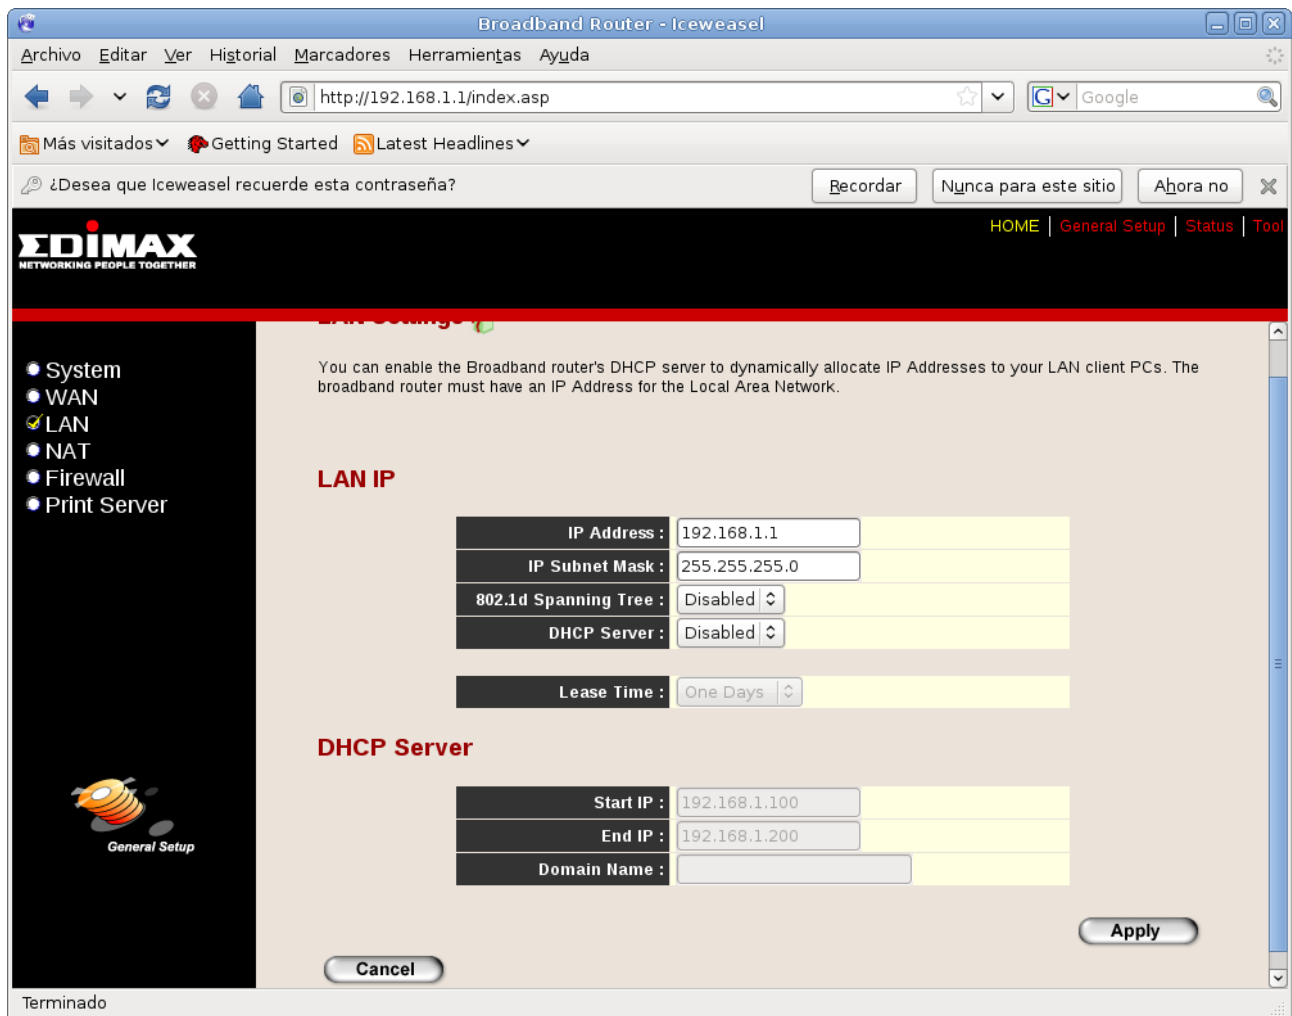 Broadband Router - Iceweasel
Archivo Editar Ver Historial Marcadores Herramientas Ayuda
http://192.168.1.1/index.asp
G Google
Más visitados Getting Started Latest Headlines
¿Desea que Iceweasel recuerde esta contraseña? Recordar Nunca para este sitio Ahora no
HOME | General Setup | Status | Tool
EDIMAX
NETWORKING PEOPLE TOGETHER
LAN Settings
System
WAN
LAN
NAT
Firewall
Print Server
General Setup
You can enable the Broadband router's DHCP server to dynamically allocate IP Addresses to your LAN client PCs. The
broadband router must have an IP Address for the Local Area Network.
LAN IP
IP Address : 192.168.1.1
IP Subnet Mask : 255.255.255.0
802.1d Spanning Tree : Disabled
DHCP Server : Disabled
Lease Time : One Days
DHCP Server
Start IP : 192.168.1.100
End IP : 192.168.1.200
Domain Name :
Apply
Cancel
Terminado